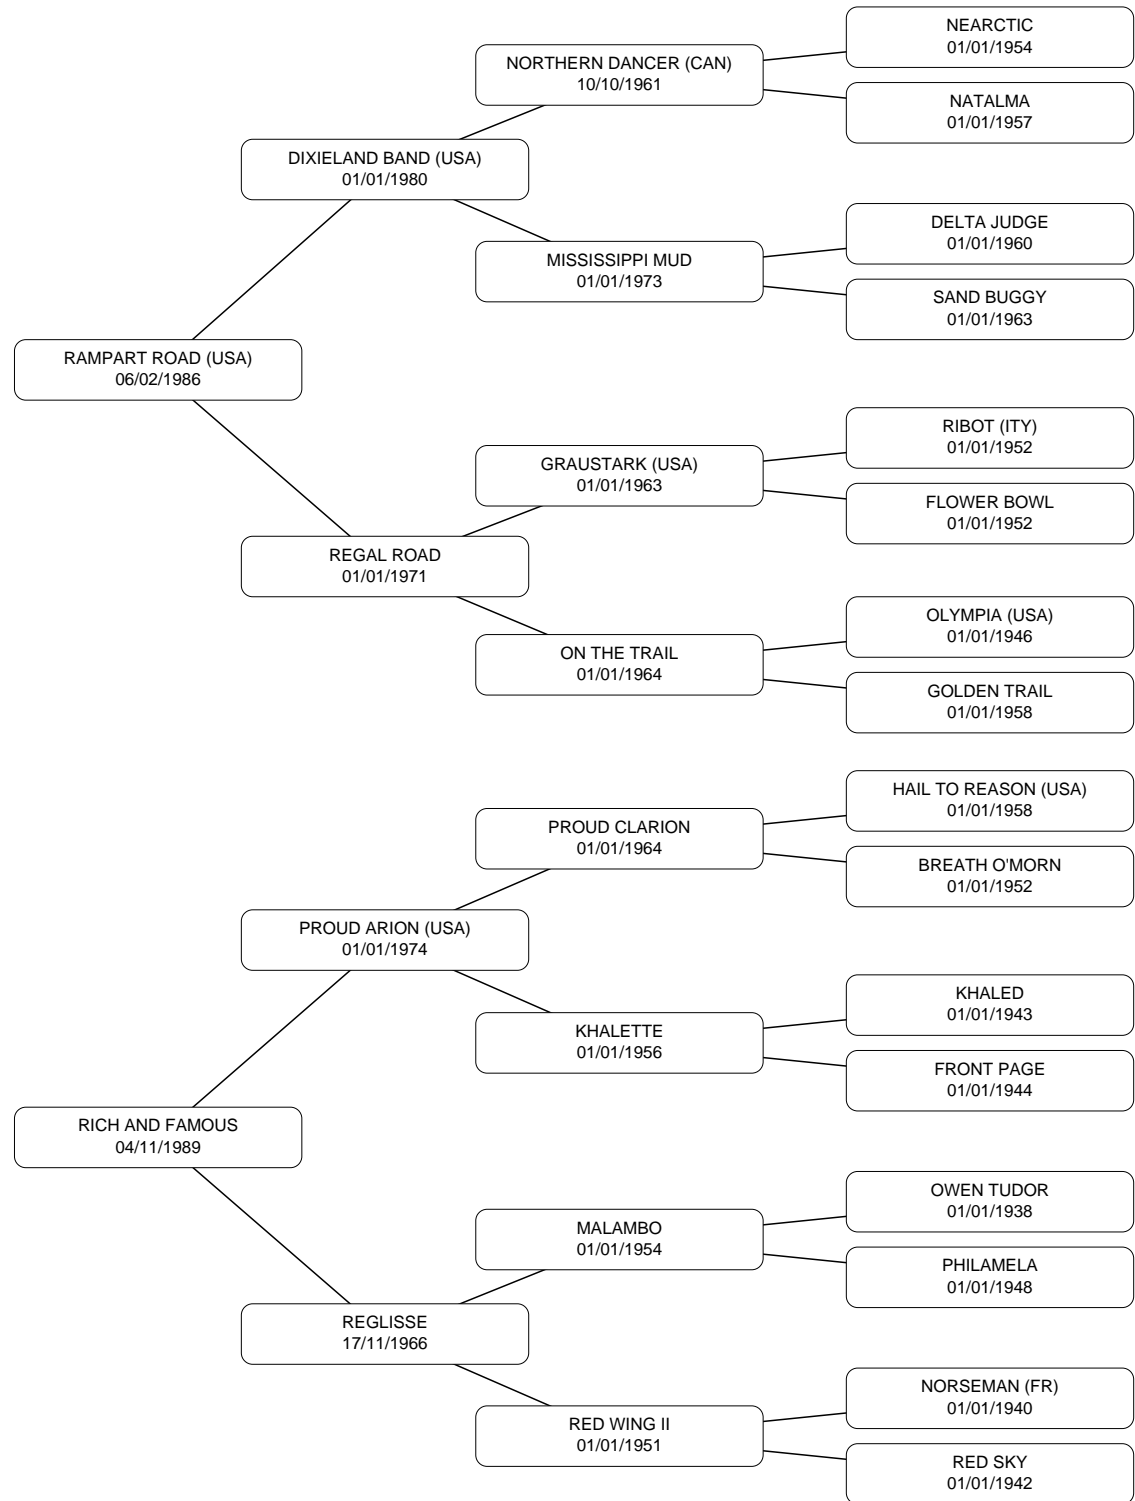 NEARCTIC
01/01/1954
NORTHERN DANCER (CAN)
10/10/1961
NATALMA
01/01/1957
DIXIELAND BAND (USA)
01/01/1980
DELTA JUDGE
01/01/1960
MISSISSIPPI MUD
01/01/1973
SAND BUGGY
01/01/1963
RAMPART ROAD (USA)
06/02/1986
RIBOT (ITY)
01/01/1952
GRAUSTARK (USA)
01/01/1963
FLOWER BOWL
01/01/1952
REGAL ROAD
01/01/1971
OLYMPIA (USA)
01/01/1946
ON THE TRAIL
01/01/1964
GOLDEN TRAIL
01/01/1958
HAIL TO REASON (USA)
01/01/1958
PROUD CLARION
01/01/1964
BREATH O'MORN
01/01/1952
PROUD ARION (USA)
01/01/1974
KHALED
01/01/1943
KHALETTE
01/01/1956
FRONT PAGE
01/01/1944
RICH AND FAMOUS
04/11/1989
OWEN TUDOR
01/01/1938
MALAMBO
01/01/1954
PHILAMELA
01/01/1948
REGLISSE
17/11/1966
NORSEMAN (FR)
01/01/1940
RED WING II
01/01/1951
RED SKY
01/01/1942